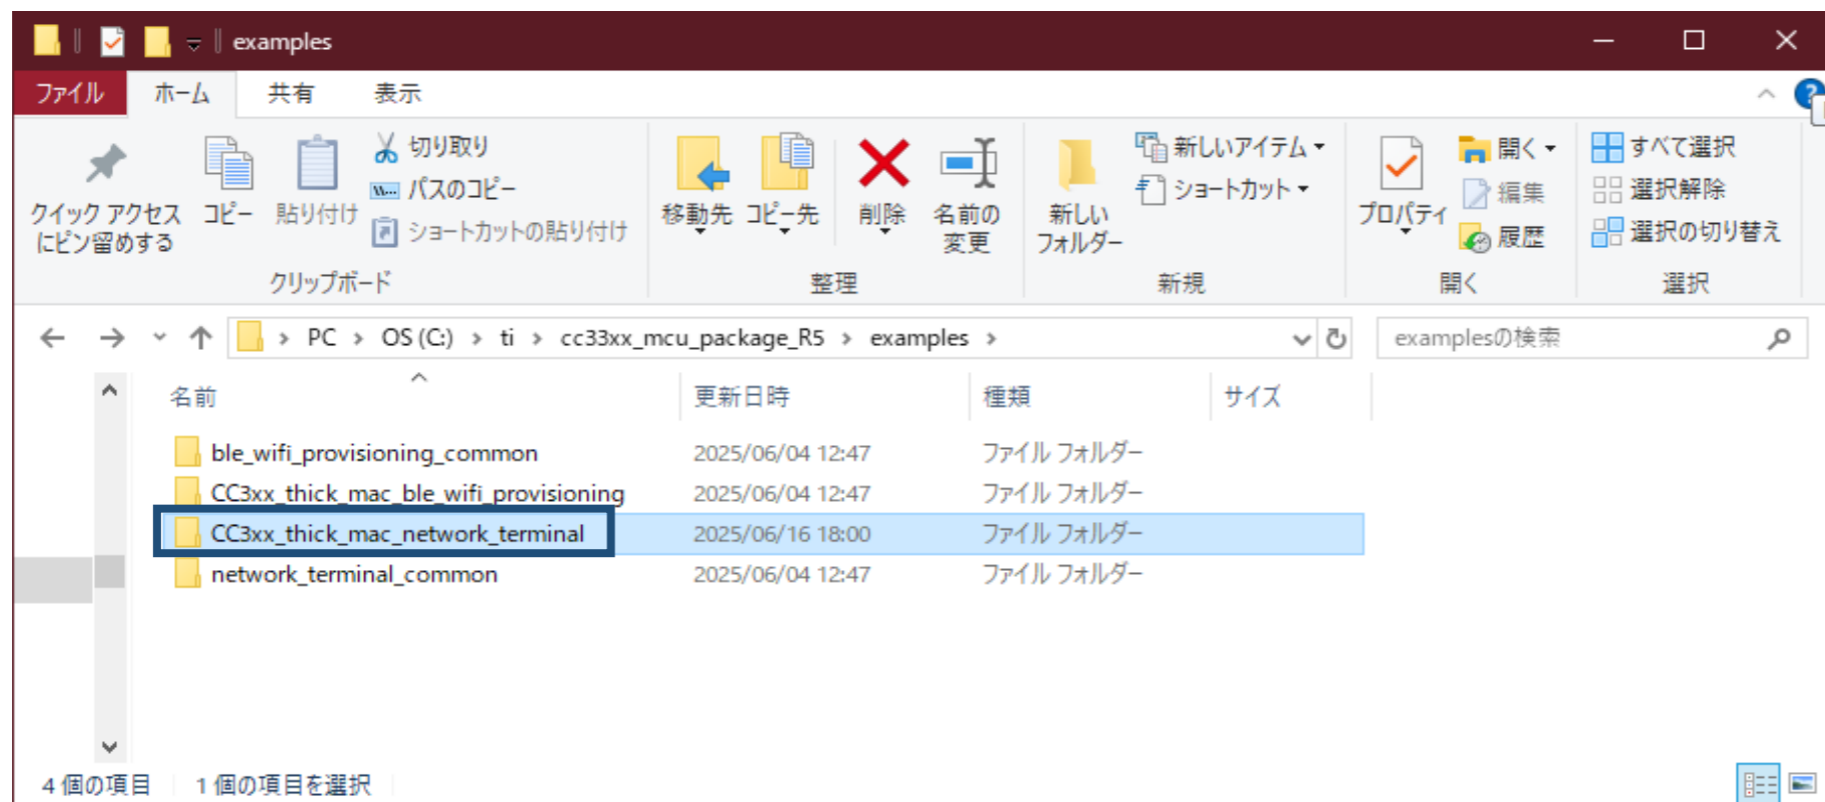 examples
ファイル ホーム 共有 表示
クイック アクセス
にピン留めする
コピー
貼り付け
切り取り
パスのコピー
ショートカットの貼り付け
クリップボード
移動先
コピー先
削除
名前の
変更
整理
新しい
フォルダー
新しいアイテム
ショートカット
新規
プロパティ
開く
編集
履歴
開く
すべて選択
選択解除
選択の切り替え
選択
PC > OS (C:) > ti > cc33xx_mcu_package_R5 > examples >
examplesの検索
名前 更新日時 種類 サイズ
ble_wifi_provisioning_common 2025/06/04 12:47 ファイル フォルダー
CC3xx_thick_mac_ble_wifi_provisioning 2025/06/04 12:47 ファイル フォルダー
CC3xx_thick_mac_network_terminal 2025/06/16 18:00 ファイル フォルダー
network_terminal_common 2025/06/04 12:47 ファイル フォルダー
4 個の項目 1 個の項目を選択